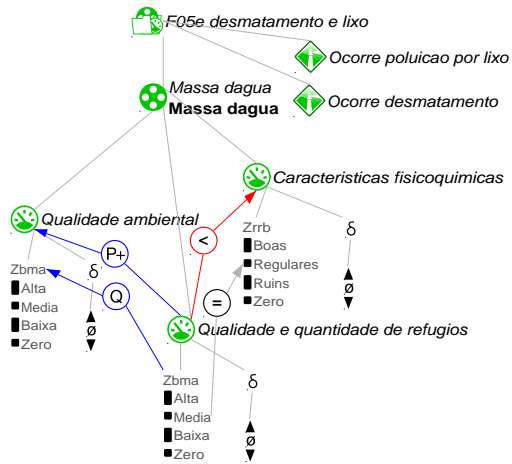 F05e desmatamento e lixo
Ocorre poluicao por lixo
Massa dagua
Massa dagua
Ocorre desmatamento
Caracteristicas fisicoquimicas
Qualidade ambiental
Zrrb
δ
<
P+
Boas
Zbma
δ
Regulares
Alta
Q
Ruins
ø
Media
ø
=
Zero
Baixa
Zero
Qualidade e quantidade de refugios
Zbma
δ
Alta
Media
Baixa
ø
Zero